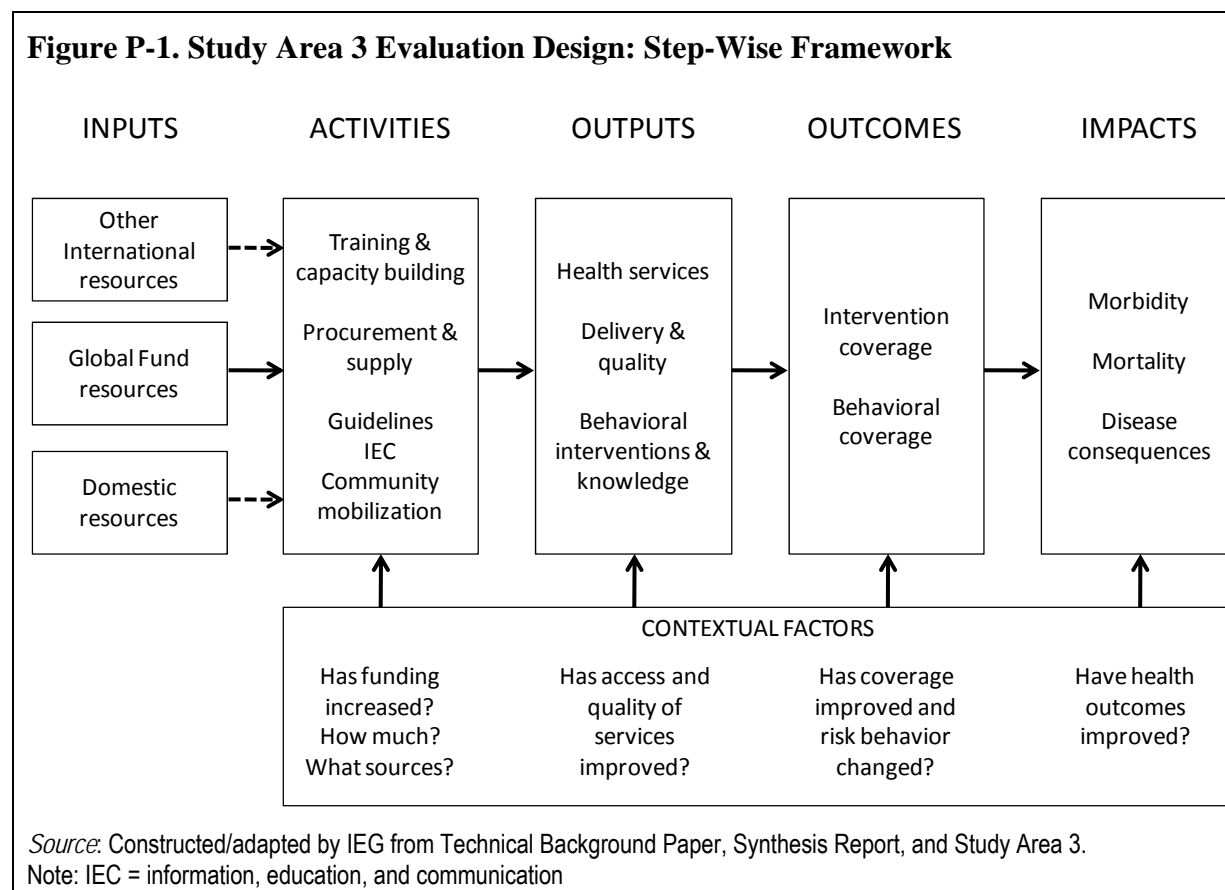 Figure P-1. Study Area 3 Evaluation Design: Step-Wise Framework
INPUTS
ACTIVITIES
OUTPUTS
OUTCOMES
IMPACTS
Other
International
resources
Global Fund
resources
Domestic
resources
Training &
capacity building
Procurement &
supply
Guidelines
IEC
Community
mobilization
Health services
Delivery &
quality
Behavioral
interventions &
knowledge
Intervention
coverage
Behavioral
coverage
Morbidity
Mortality
Disease
consequences
CONTEXTUAL FACTORS
Has funding
increased?
How much?
What sources?
Has access and
quality of
services
improved?
Has coverage
improved and
risk behavior
changed?
Have health
outcomes
improved?
Source: Constructed/adapted by IEG from Technical Background Paper, Synthesis Report, and Study Area 3.
Note: IEC = information, education, and communication